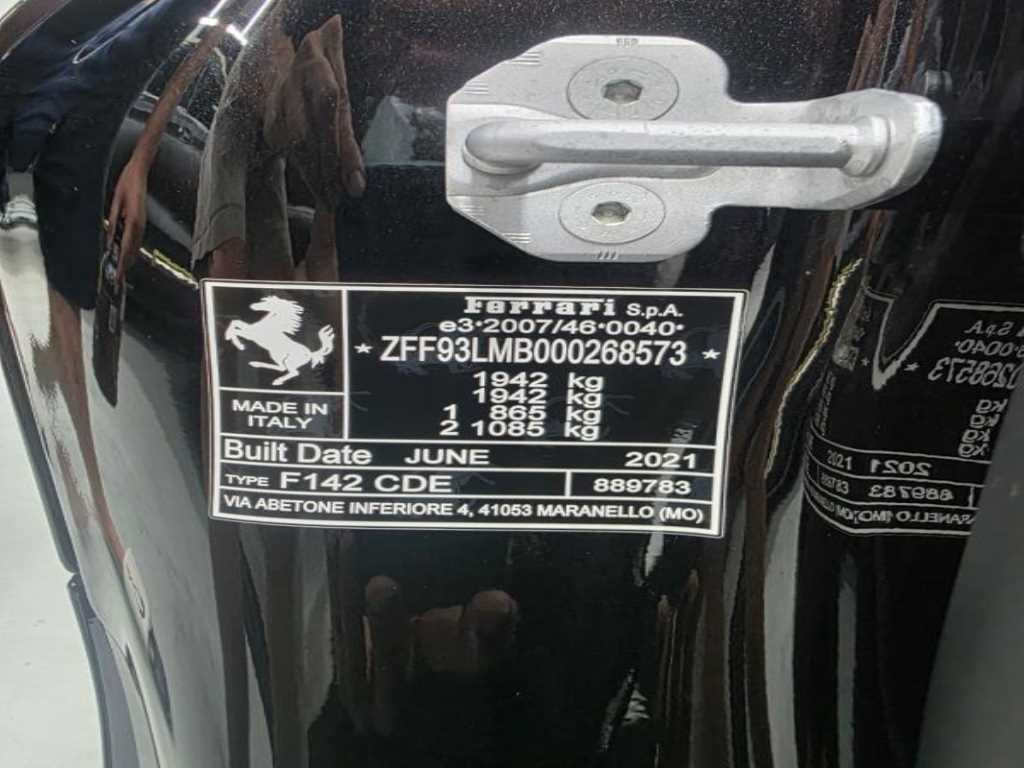 Ferrari S.p.A.
e3*2007/46*0040*
* ZFF93LMB000268573 *
1942 kg
1942 kg
1 865 kg
2 1085 kg
MADE IN
ITALY
Built Date JUNE 2021
TYPE F142 CDE 889783
VIA ABETONE INFERIORE 4, 41053 MARANELLO (MO)